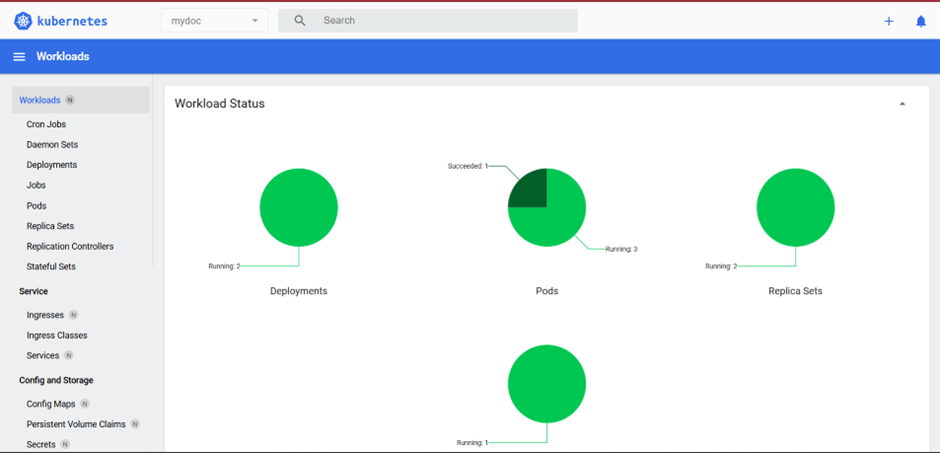 kubernetes
mydoc
Search
Workloads
Workloads N
Cron Jobs
Daemon Sets
Deployments
Jobs
Pods
Replica Sets
Replication Controllers
Stateful Sets
Service
Ingresses N
Ingress Classes
Services N
Config and Storage
Config Maps N
Persistent Volume Claims N
Secrets N
Workload Status
Running: 2
Deployments
Succeeded: 1
Running: 3
Pods
Running: 2
Replica Sets
Running: 1